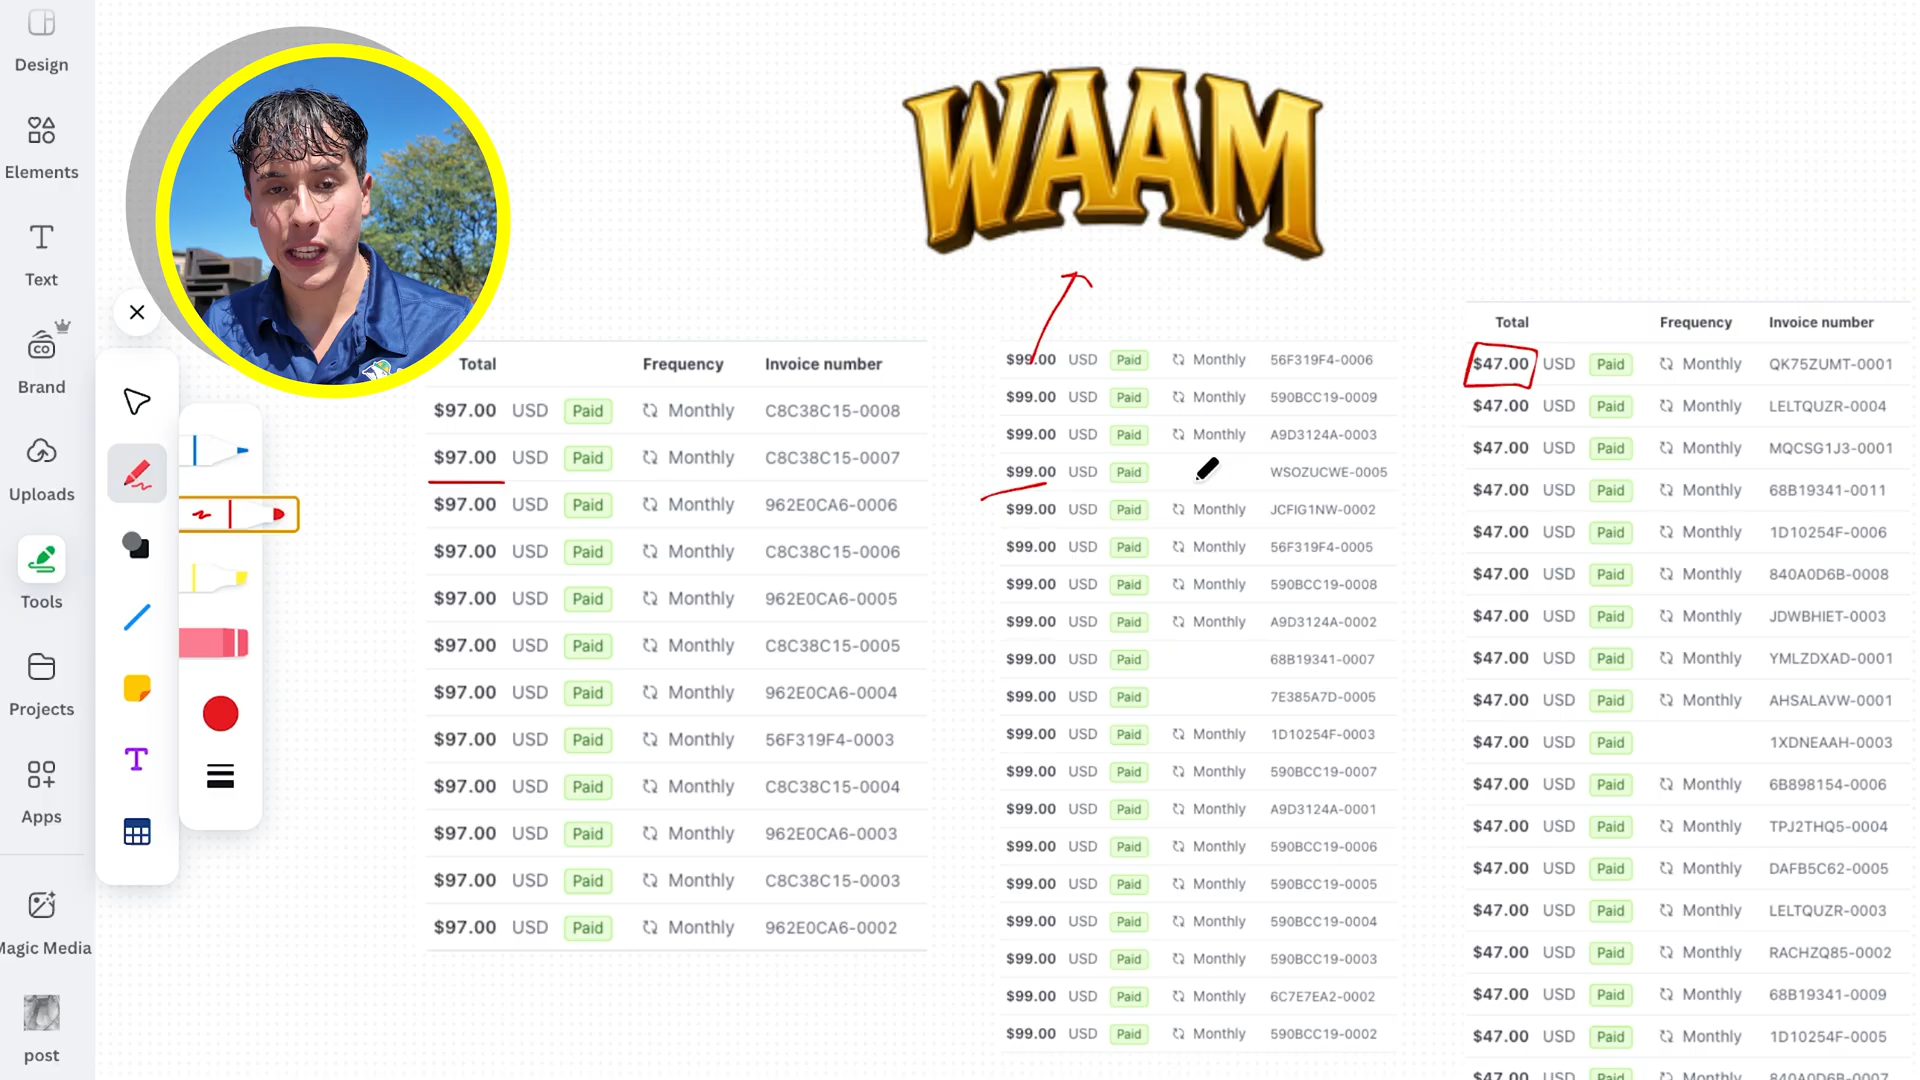 Design
Elements
Text
Brand
Uploads
Tools
Projects
Apps
Magic Media
post
WAAM
Total Frequency Invoice number
$97.00 USD Paid Monthly C8C38C15-0008
$97.00 USD Paid Monthly C8C38C15-0007
$97.00 USD Paid Monthly 962E0CA6-0006
$97.00 USD Paid Monthly C8C38C15-0006
$97.00 USD Paid Monthly 962E0CA6-0005
$97.00 USD Paid Monthly C8C38C15-0005
$97.00 USD Paid Monthly 962E0CA6-0004
$97.00 USD Paid Monthly 56F319F4-0003
$97.00 USD Paid Monthly C8C38C15-0004
$97.00 USD Paid Monthly 962E0CA6-0003
$97.00 USD Paid Monthly C8C38C15-0003
$97.00 USD Paid Monthly 962E0CA6-0002
$99.00 USD Paid Monthly 56F319F4-0006
$99.00 USD Paid Monthly 590BCC19-0009
$99.00 USD Paid Monthly A9D3124A-0003
$99.00 USD Paid WSOZUCWE-0005
$99.00 USD Paid Monthly JCFIG1NW-0002
$99.00 USD Paid Monthly 56F319F4-0005
$99.00 USD Paid Monthly 590BCC19-0008
$99.00 USD Paid Monthly A9D3124A-0002
$99.00 USD Paid 68B19341-0007
$99.00 USD Paid 7E385A7D-0005
$99.00 USD Paid Monthly 1D10254F-0003
$99.00 USD Paid Monthly 590BCC19-0007
$99.00 USD Paid Monthly A9D3124A-0001
$99.00 USD Paid Monthly 590BCC19-0006
$99.00 USD Paid Monthly 590BCC19-0005
$99.00 USD Paid Monthly 590BCC19-0004
$99.00 USD Paid Monthly 590BCC19-0003
$99.00 USD Paid Monthly 6C7E7EA2-0002
$99.00 USD Paid Monthly 590BCC19-0002
Total Frequency Invoice number
$47.00 USD Paid Monthly QK75ZUMT-0001
$47.00 USD Paid Monthly LELTQUZR-0004
$47.00 USD Paid Monthly MQCSG1J3-0001
$47.00 USD Paid Monthly 68B19341-0011
$47.00 USD Paid Monthly 1D10254F-0006
$47.00 USD Paid Monthly 840A0D6B-0008
$47.00 USD Paid Monthly JDWBHIET-0003
$47.00 USD Paid Monthly YMLZDXAD-0001
$47.00 USD Paid Monthly AHSALAVW-0001
$47.00 USD Paid 1XDNEAAH-0003
$47.00 USD Paid Monthly 6B898154-0006
$47.00 USD Paid Monthly TPJ2THQ5-0004
$47.00 USD Paid Monthly DAFB5C62-0005
$47.00 USD Paid Monthly LELTQUZR-0003
$47.00 USD Paid Monthly RACHZQ85-0002
$47.00 USD Paid Monthly 68B19341-0009
$47.00 USD Paid Monthly 1D10254F-0005
$47.00 USD Paid Monthly 840A0D6B-0007